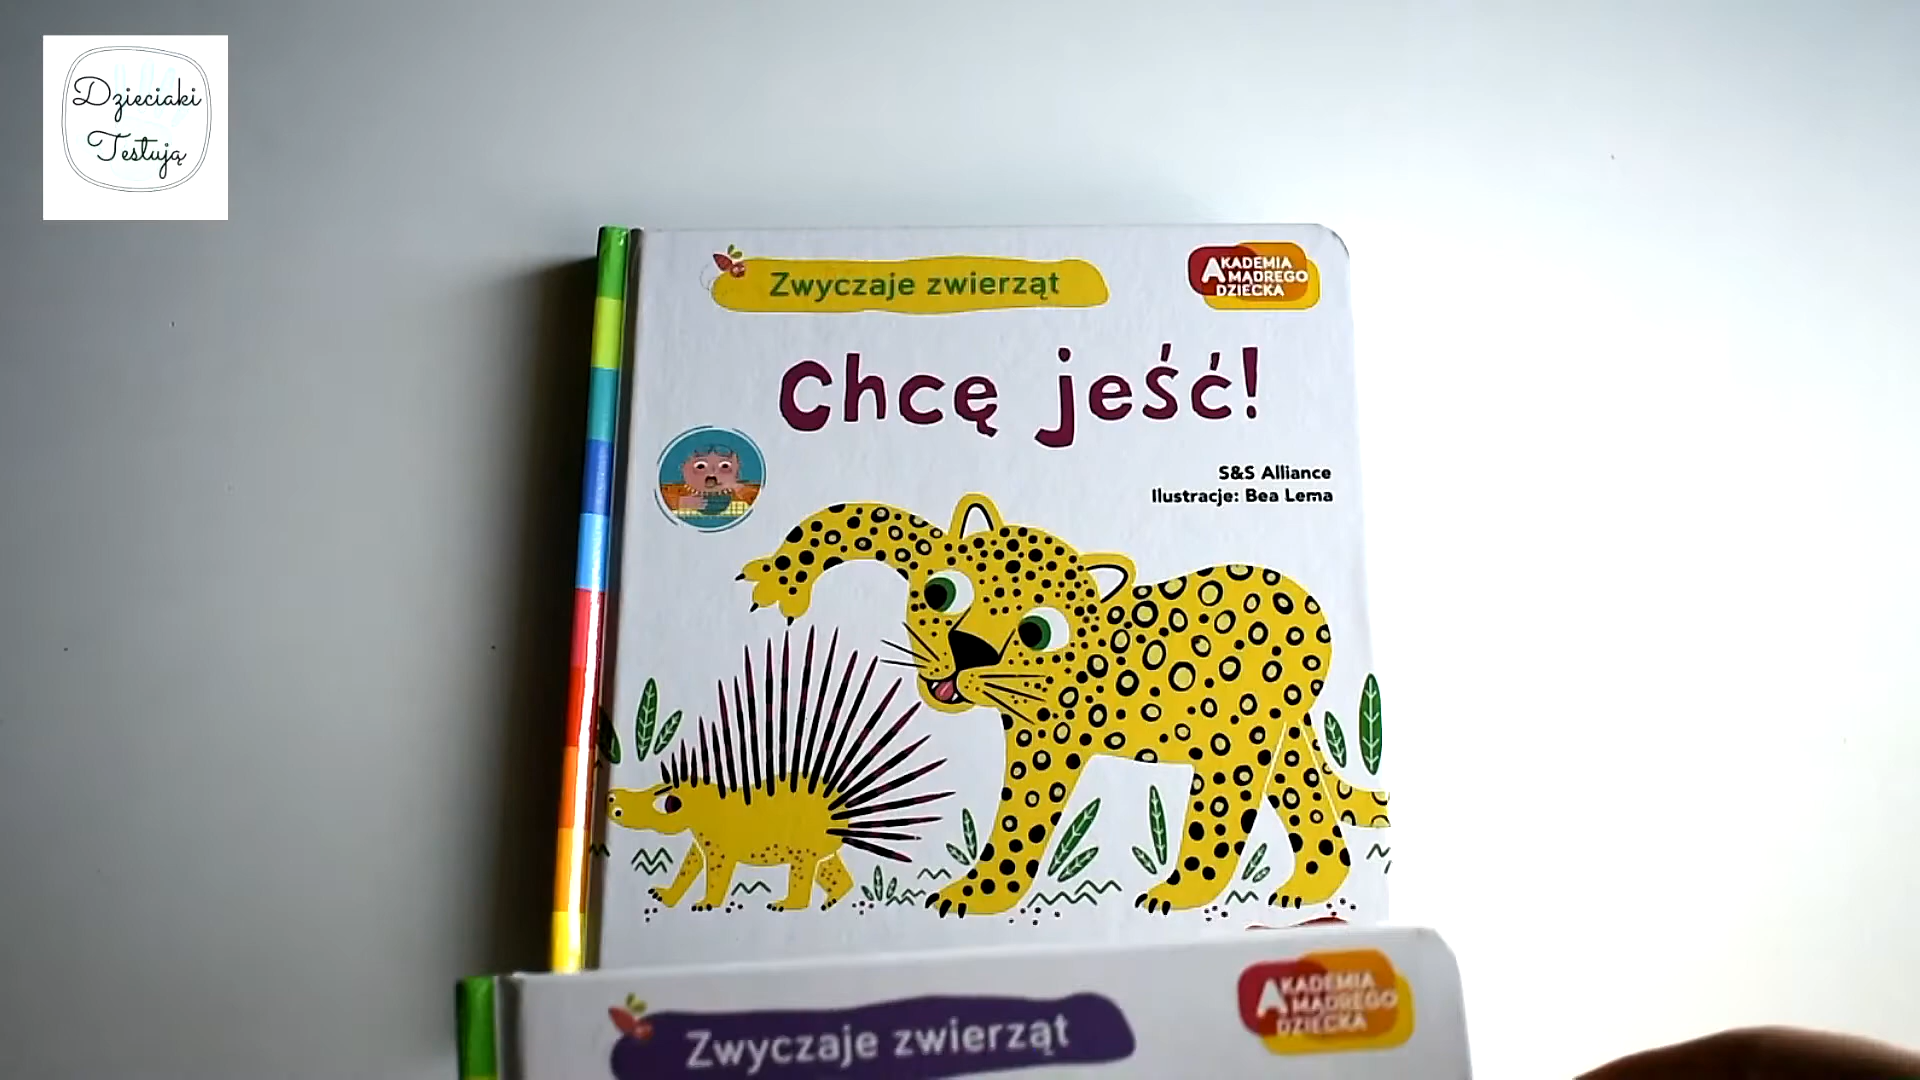 Dzieciaki
Testują
Zwyczaje zwierząt
AKADEMIA
MĄDREGO
DZIECKA
Chcę jeść!
S&S Alliance
Ilustracje: Bea Lema
Zwyczaje zwierząt
AKADEMIA
MĄDREGO
DZIECKA